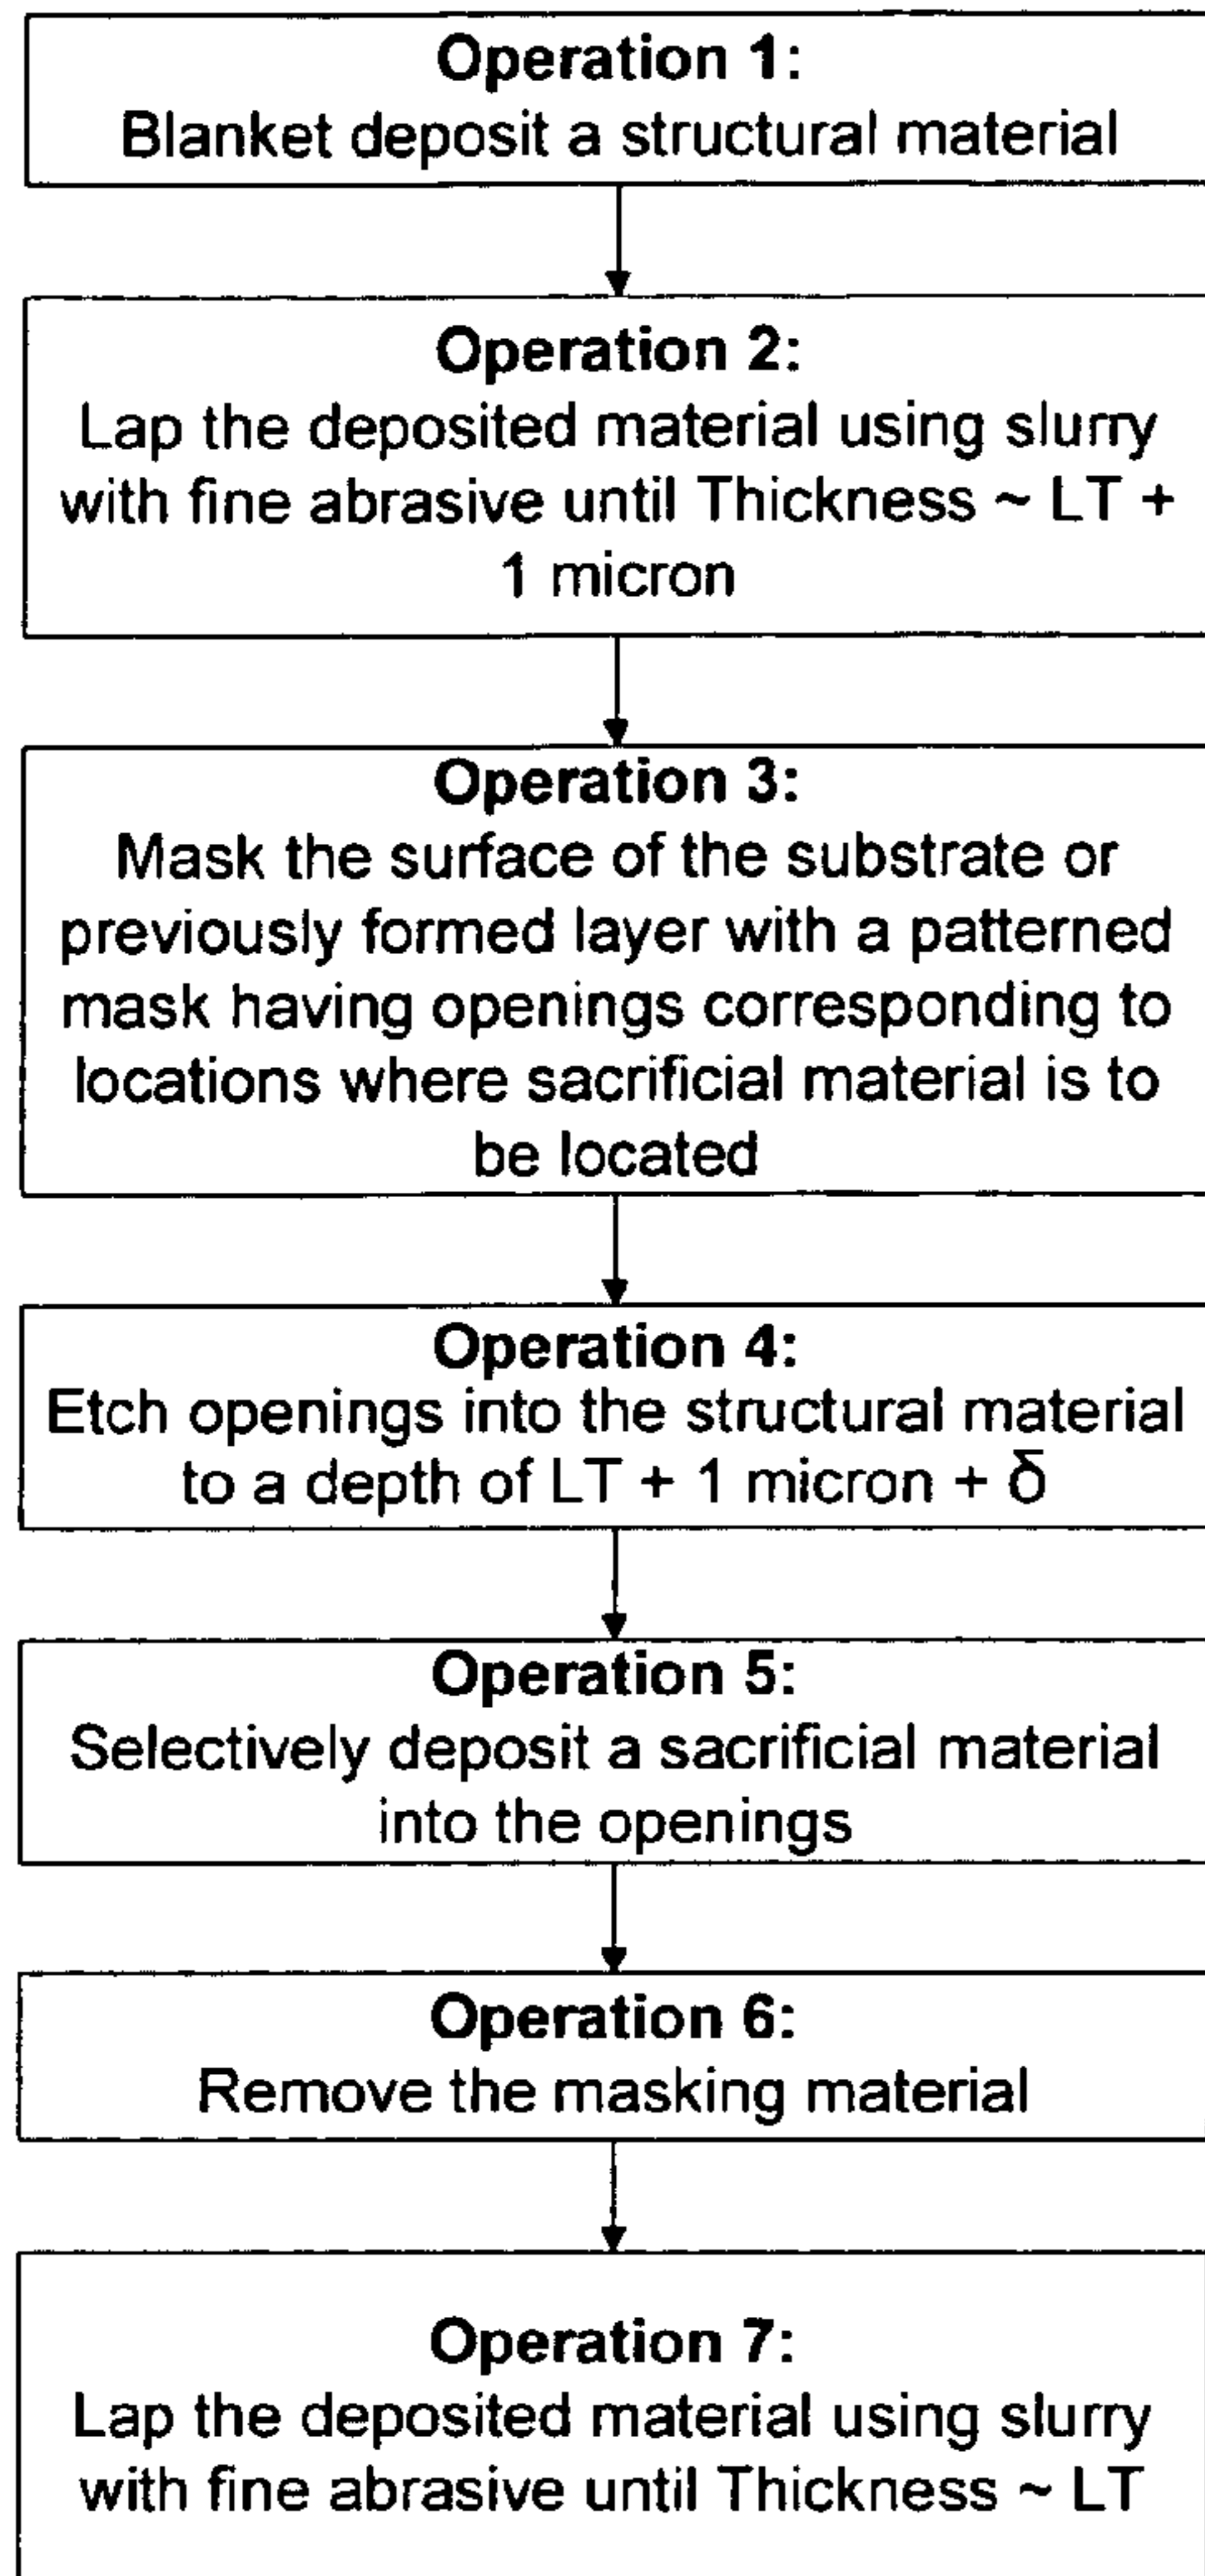 Operation 1:
Blanket deposit a structural material
Operation 2:
Lap the deposited material using slurry
with fine abrasive until Thickness ~ LT +
1 micron
Operation 3:
Mask the surface of the substrate or
previously formed layer with a patterned
mask having openings corresponding to
locations where sacrificial material is to
be located
Operation 4:
Etch openings into the structural material
to a depth of LT + 1 micron + δ
Operation 5:
Selectively deposit a sacrificial material
into the openings
Operation 6:
Remove the masking material
Operation 7:
Lap the deposited material using slurry
with fine abrasive until Thickness ~ LT